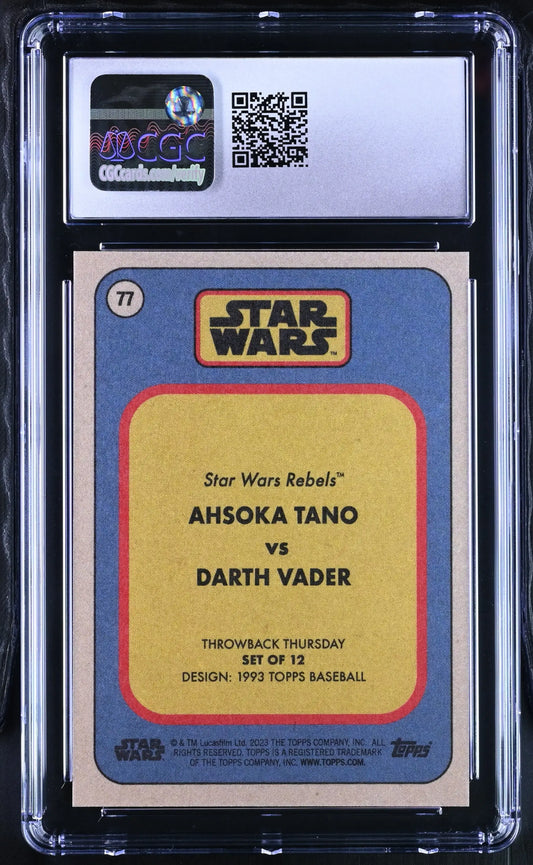 CGC
CGCcards.com/verify
77
STAR
WARS™
Star Wars Rebels™
AHSOKA TANO
vs
DARTH VADER
THROWBACK THURSDAY
SET OF 12
DESIGN: 1993 TOPPS BASEBALL
STAR
WARS
© & TM Lucasfilm Ltd. 2023 THE TOPPS COMPANY, INC. ALL
RIGHTS RESERVED. TOPPS IS A REGISTERED TRADEMARK
OF THE TOPPS COMPANY, INC. WWW.TOPPS.COM.
topps